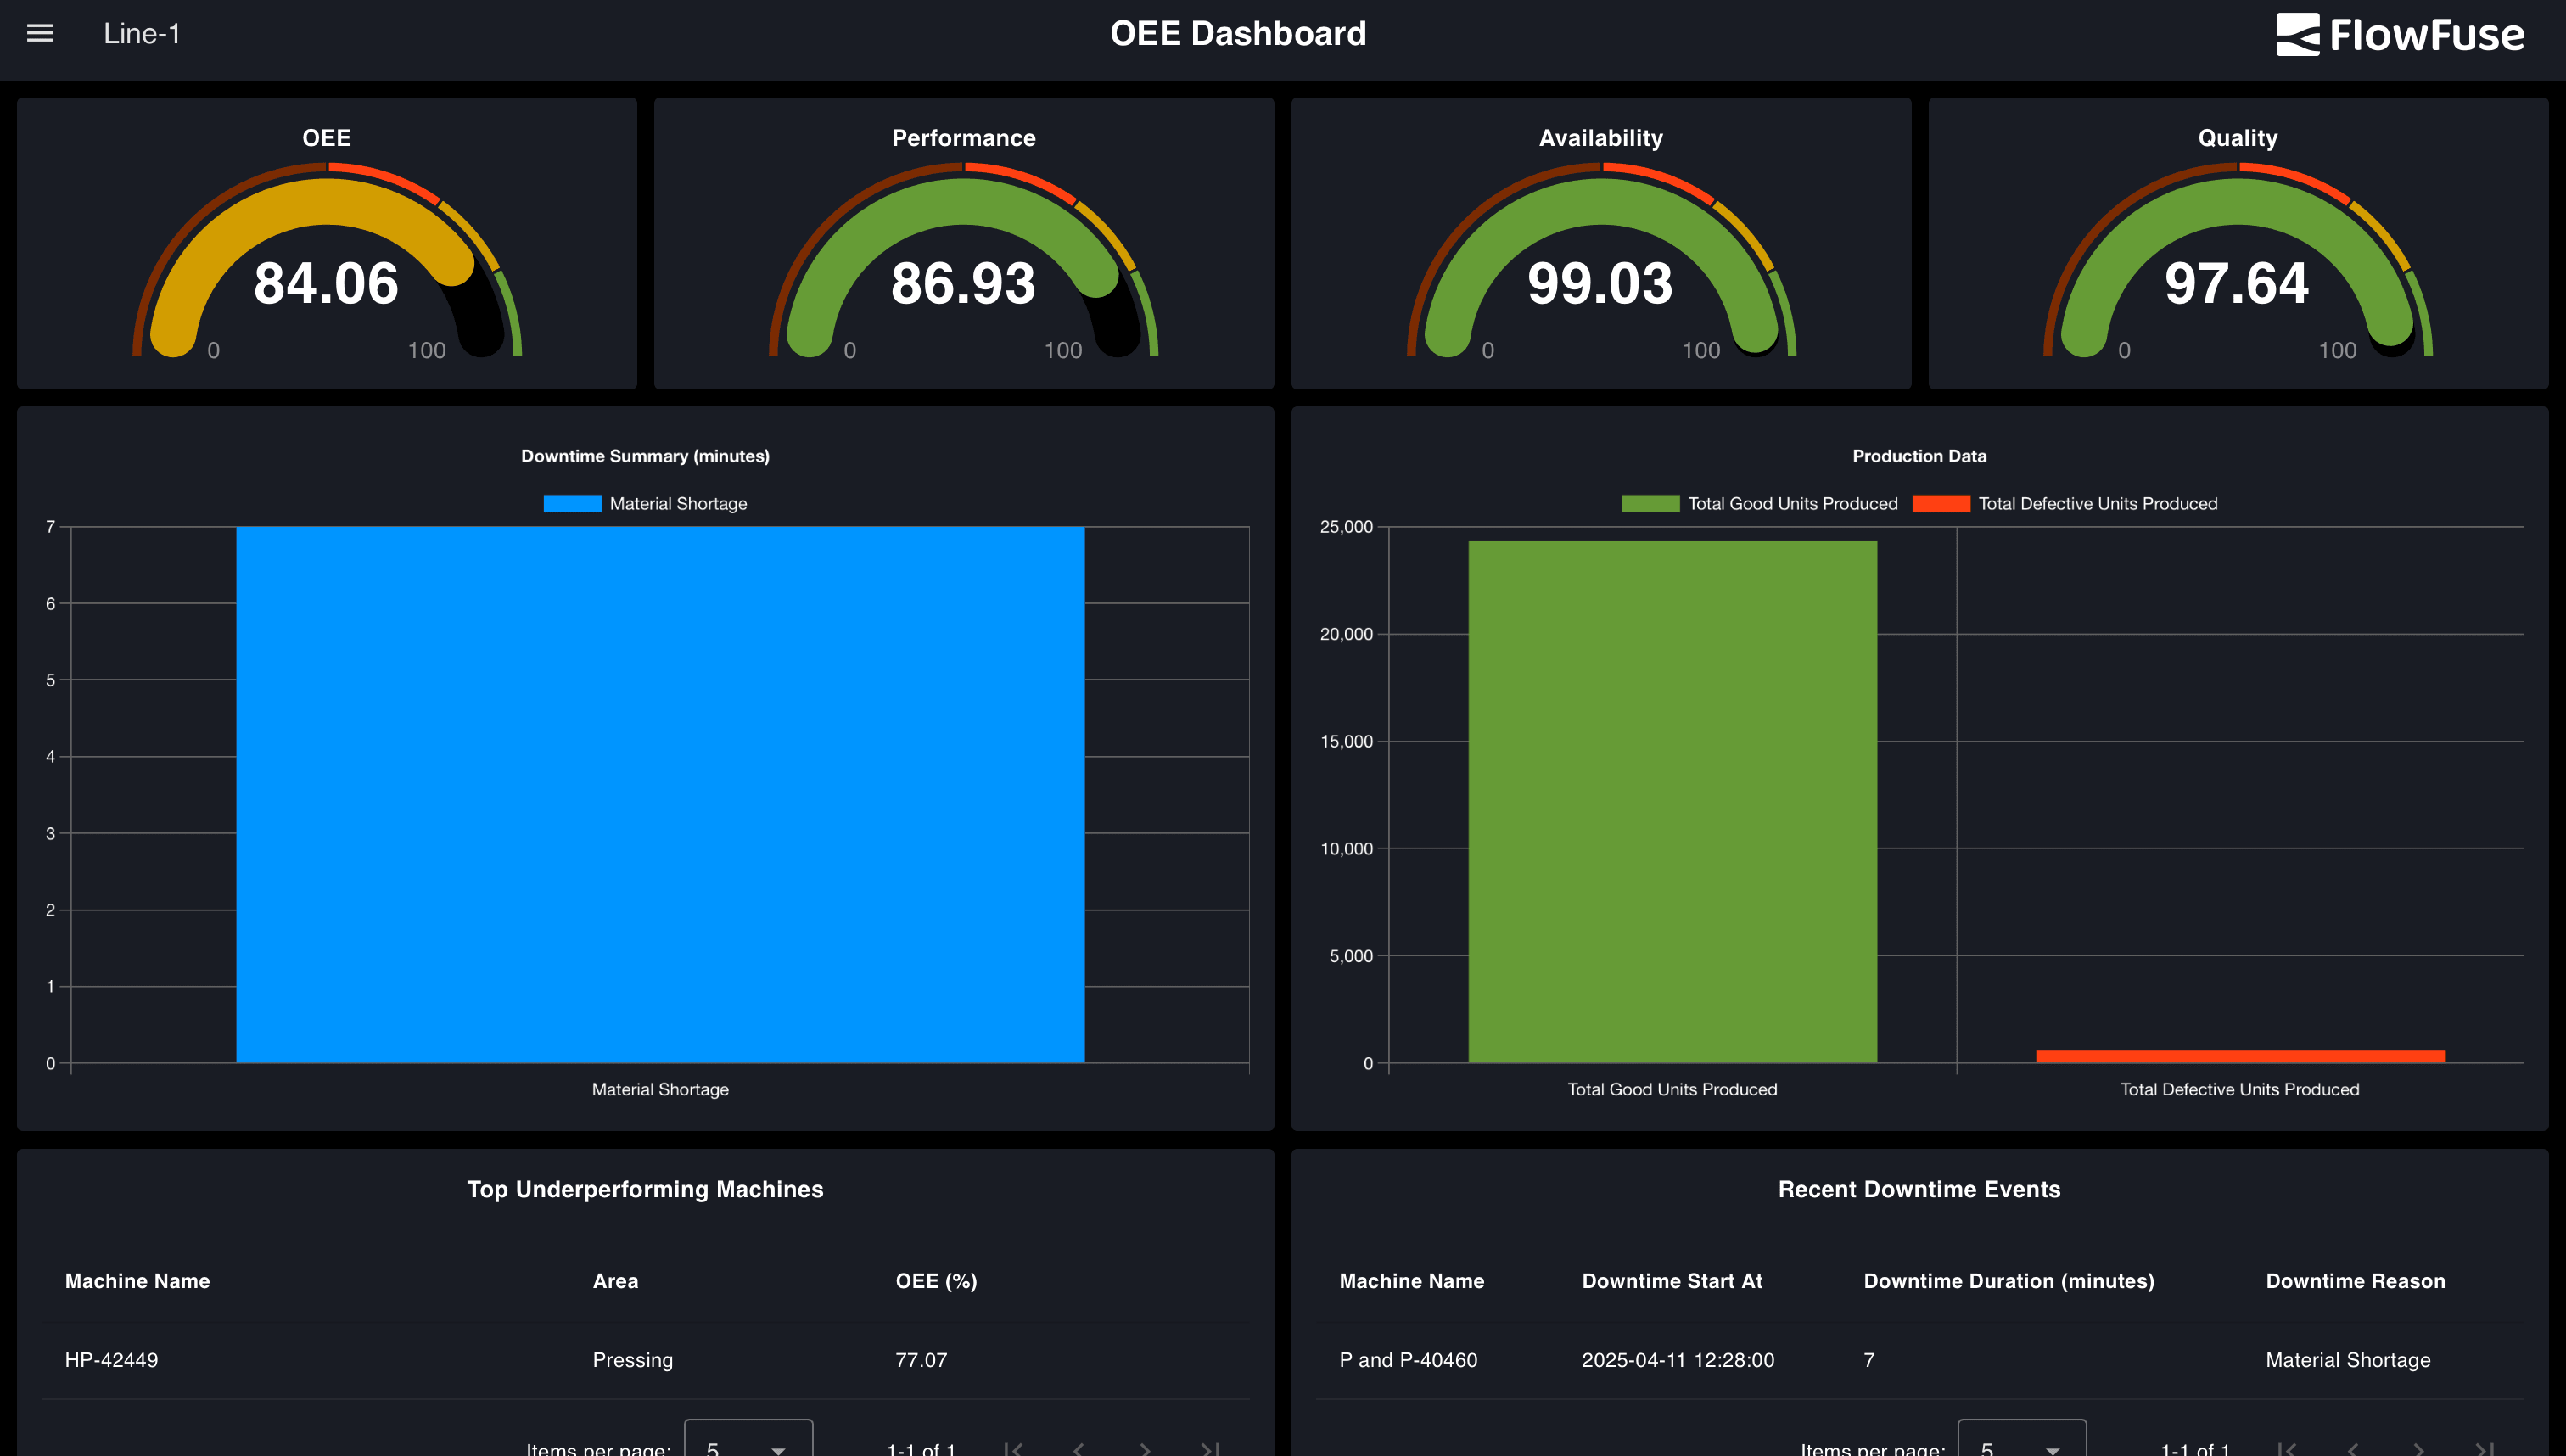 Line-1
OEE Dashboard
FlowFuse
OEE
84.06
0 100
Performance
86.93
0 100
Availability
99.03
0 100
Quality
97.64
0 100
Downtime Summary (minutes)
Material Shortage
7
6
5
4
3
2
1
0
Material Shortage
Production Data
Total Good Units Produced Total Defective Units Produced
25,000
20,000
15,000
10,000
5,000
0
Total Good Units Produced Total Defective Units Produced
Top Underperforming Machines
Machine Name Area OEE (%)
HP-42449 Pressing 77.07
Items per page: 5 1-1 of 1
Recent Downtime Events
Machine Name Downtime Start At Downtime Duration (minutes) Downtime Reason
P and P-40460 2025-04-11 12:28:00 7 Material Shortage
Items per page: 5 1-1 of 1